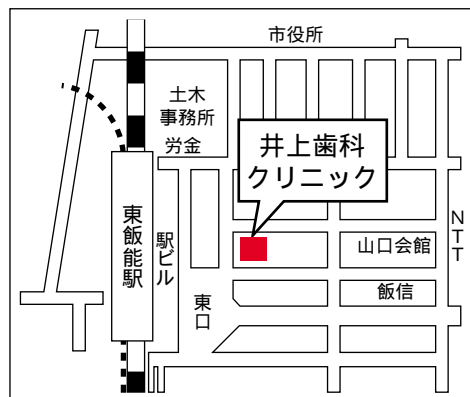 市役所
土木
事務所
労金
井上歯科
クリニック
東飯能駅
駅ビル
東口
山口会館
飯信
NTT